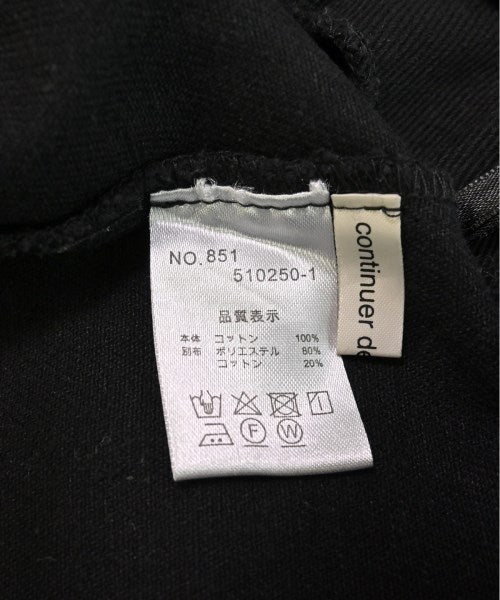 NO. 851
510250-1
品質表示
本体 コットン 100%
別布 ポリエステル 80%
コットン 20%
F W
continuer de